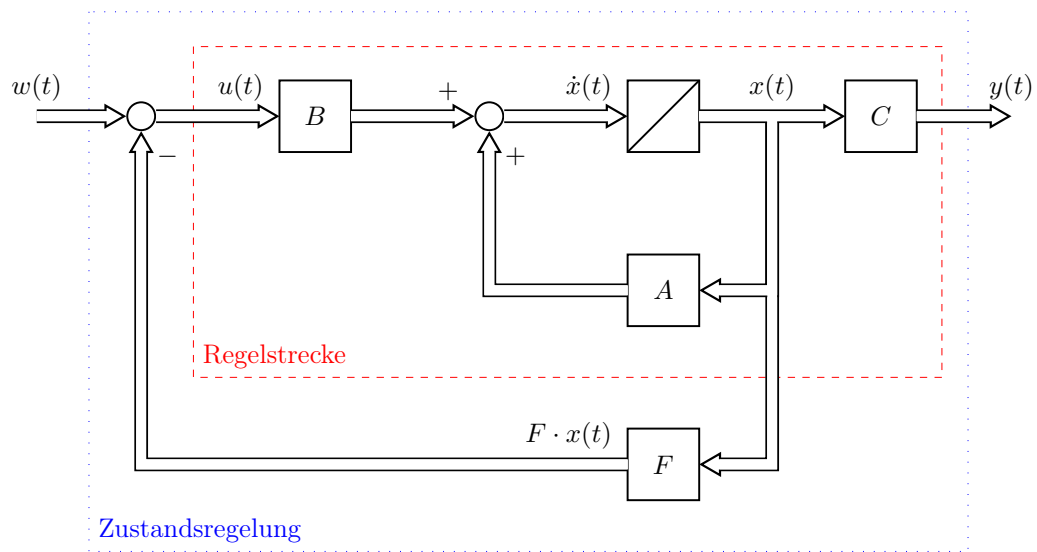 w(t)
u(t)
B
+
ẋ(t)
x(t)
C
y(t)
−
+
A
Regelstrecke
F · x(t)
F
Zustandsregelung